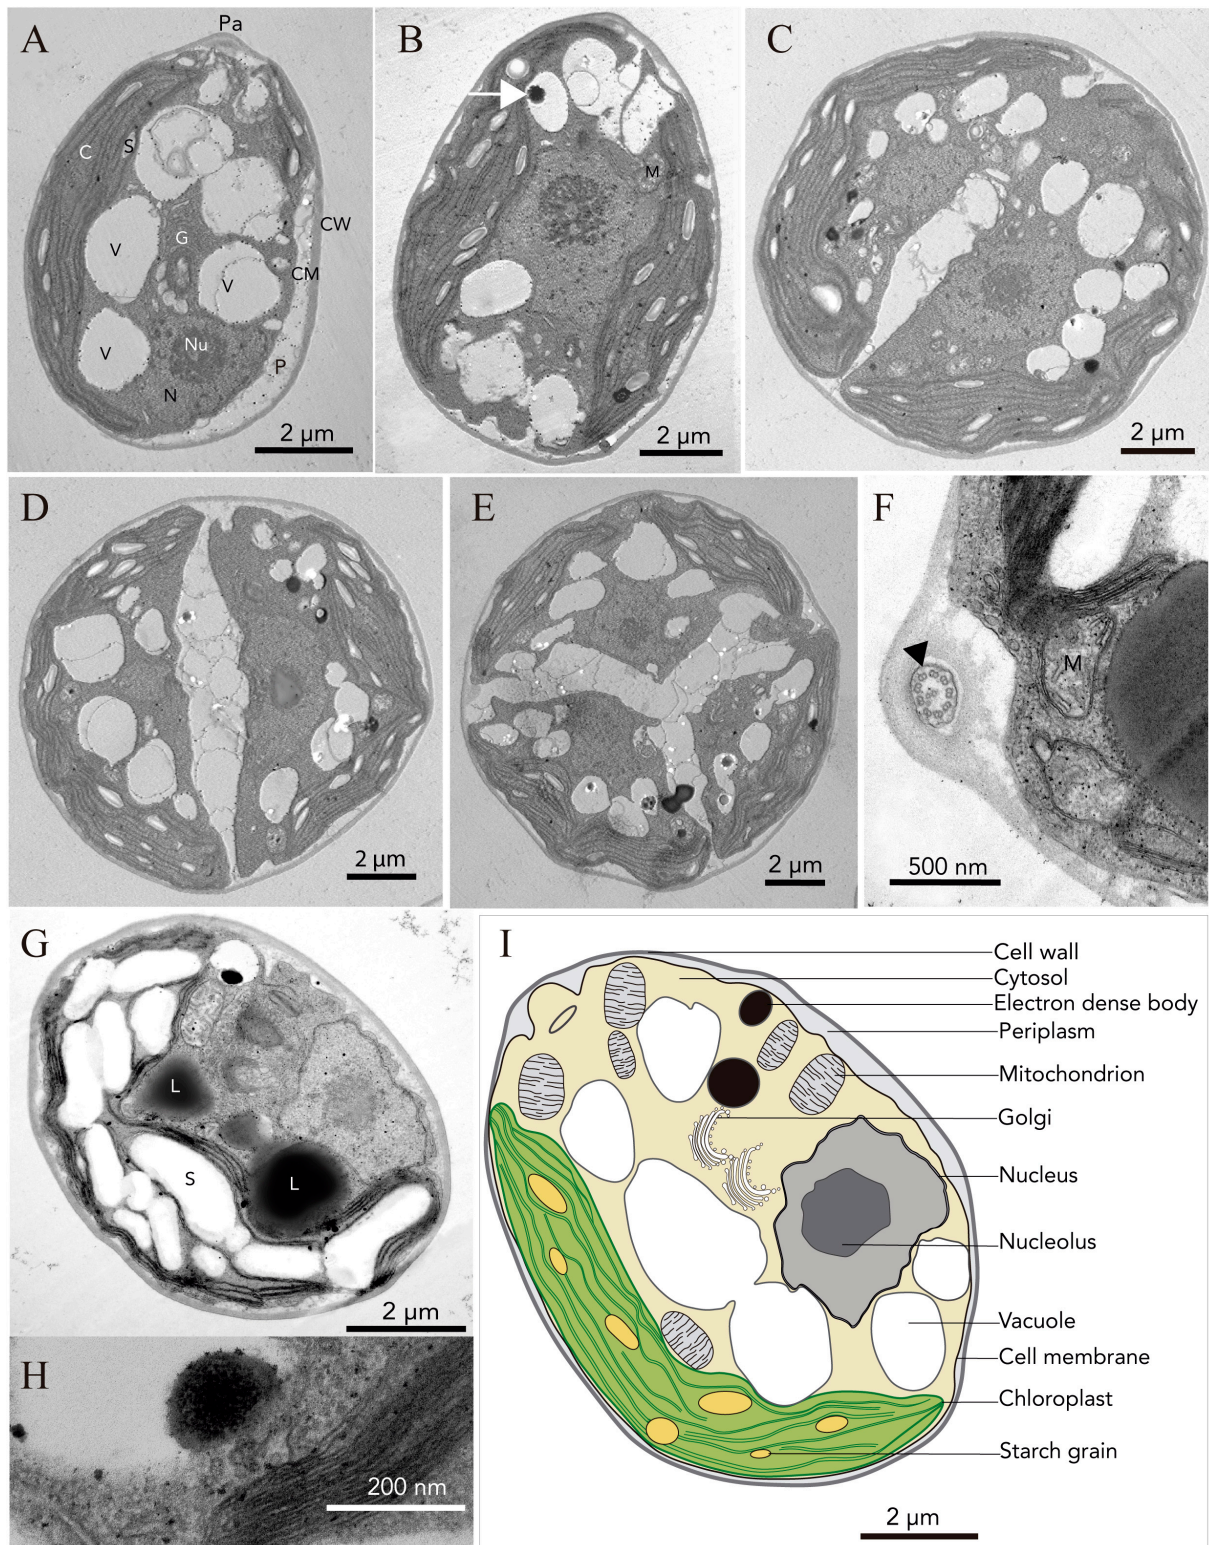 A
Pa
C
S
CW
G
V
CM
V
Nu
V
P
N
2 µm
B
M
2 µm
C
2 µm
D
2 µm
E
2 µm
F
M
500 nm
G
L
S
L
2 µm
H
200 nm
I
Cell wall
Cytosol
Electron dense body
Periplasm
Mitochondrion
Golgi
Nucleus
Nucleolus
Vacuole
Cell membrane
Chloroplast
Starch grain
2 µm